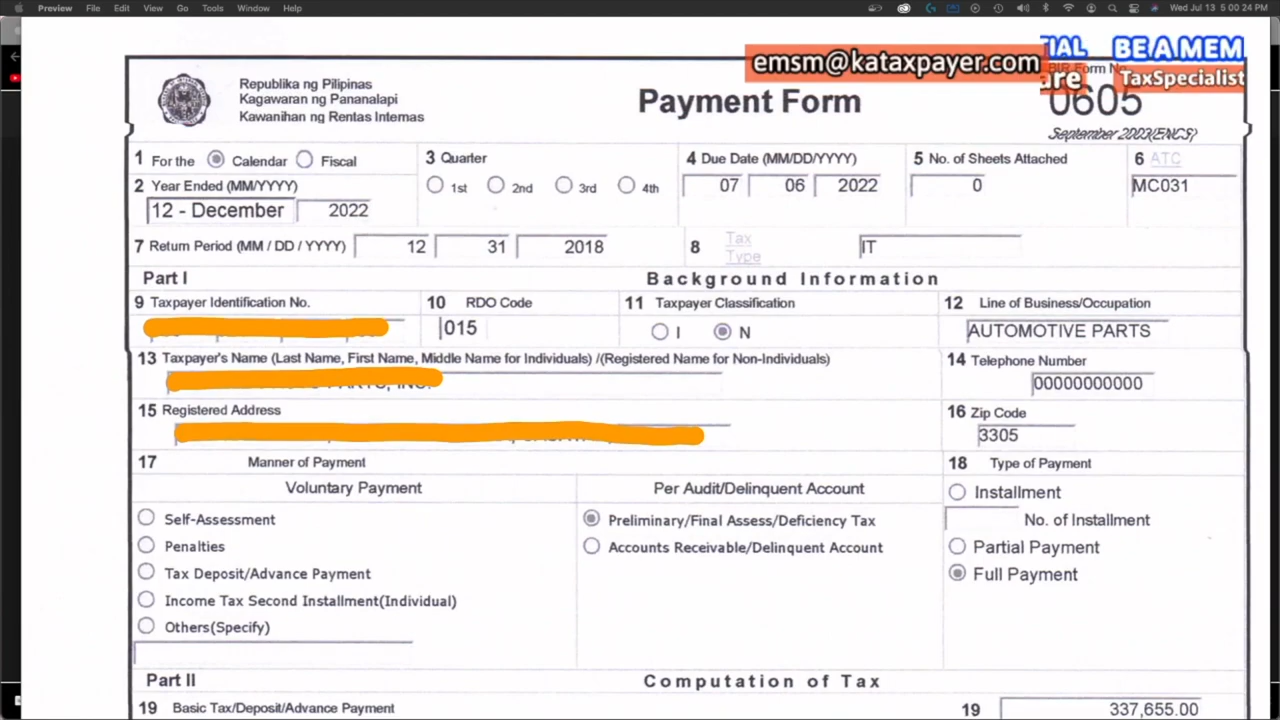 Preview File Edit View Go Tools Window Help Wed Jul 13 5:00:24 PM
emsm@kataxpayer.com
BE A MEM
TaxSpecialist
Republika ng Pilipinas
Kagawaran ng Pananalapi
Kawanihan ng Rentas Internas
Payment Form
BIR Form No.
0605
September 2003(ENCS)
1 For the Calendar Fiscal
2 Year Ended (MM/YYYY)
12 - December 2022
3 Quarter
1st 2nd 3rd 4th
4 Due Date (MM/DD/YYYY)
07 06 2022
5 No. of Sheets Attached
0
6 ATC
MC031
7 Return Period (MM / DD / YYYY) 12 31 2018
8 Tax
Type
IT
Part I Background Information
9 Taxpayer Identification No.
10 RDO Code
015
11 Taxpayer Classification
I N
12 Line of Business/Occupation
AUTOMOTIVE PARTS
13 Taxpayer's Name (Last Name, First Name, Middle Name for Individuals) /(Registered Name for Non-Individuals)
14 Telephone Number
00000000000
15 Registered Address
16 Zip Code
3305
17 Manner of Payment
18 Type of Payment
Voluntary Payment
Per Audit/Delinquent Account
Self-Assessment
Penalties
Tax Deposit/Advance Payment
Income Tax Second Installment(Individual)
Others(Specify)
Preliminary/Final Assess/Deficiency Tax
Accounts Receivable/Delinquent Account
Installment
No. of Installment
Partial Payment
Full Payment
Part II Computation of Tax
19 Basic Tax/Deposit/Advance Payment 19 337,655.00